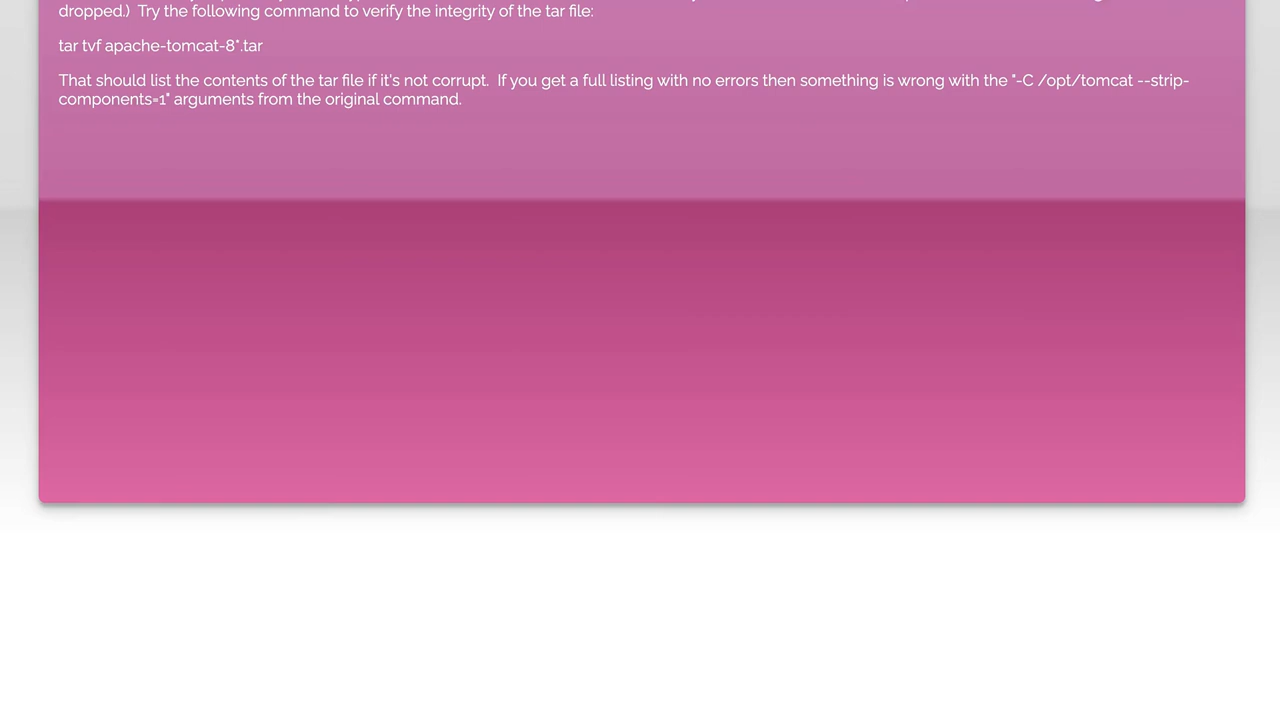 dropped.)  Try the following command to verify the integrity of the tar file:
tar tvf apache-tomcat-8*.tar
That should list the contents of the tar file if it's not corrupt.  If you get a full listing with no errors then something is wrong with the "-C /opt/tomcat --strip-
components=1" arguments from the original command.